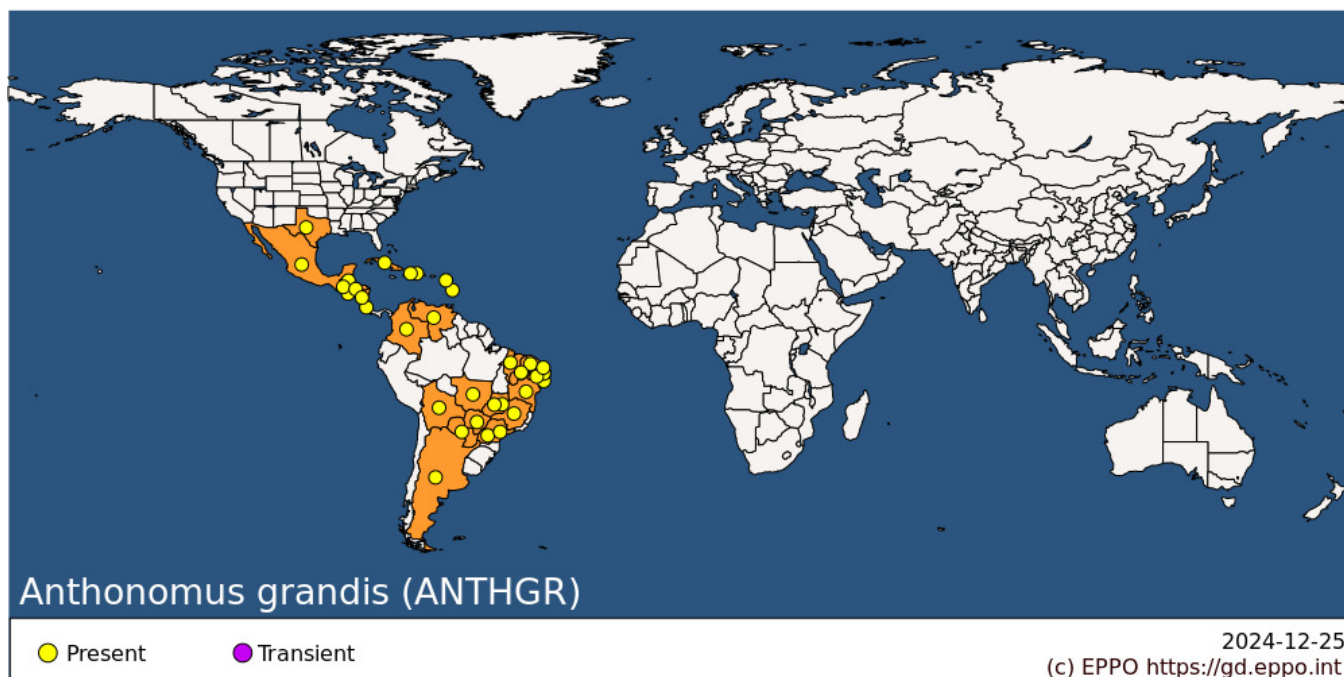 Anthonomus grandis (ANTHGR)
Present
Transient
2024-12-25
(c) EPPO https://gd.eppo.int